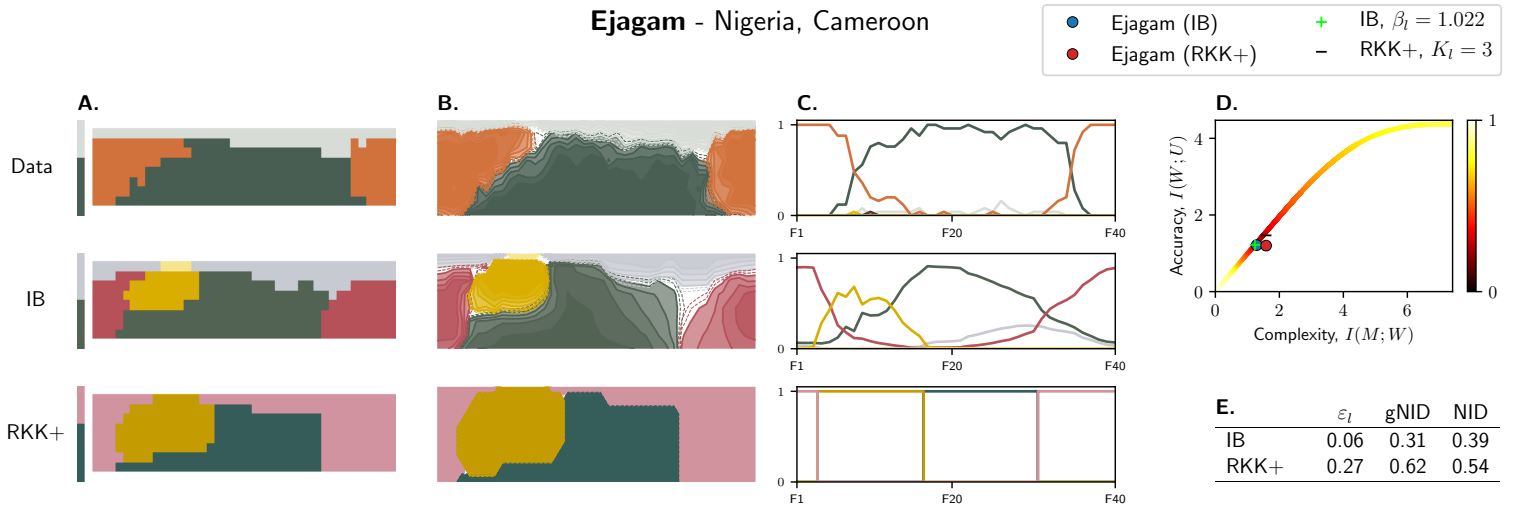 Ejagam - Nigeria, Cameroon
Ejagam (IB)
Ejagam (RKK+)
IB, βl = 1.022
RKK+, Kl = 3
A.
B.
C.
D.
Data
IB
RKK+
1
0
F1
F20
F40
1
0
F1
F20
F40
1
0
F1
F20
F40
Accuracy, I(W; U)
4
2
0
0
2
4
6
Complexity, I(M; W)
1
0
E.
εl gNID NID
IB 0.06 0.31 0.39
RKK+ 0.27 0.62 0.54